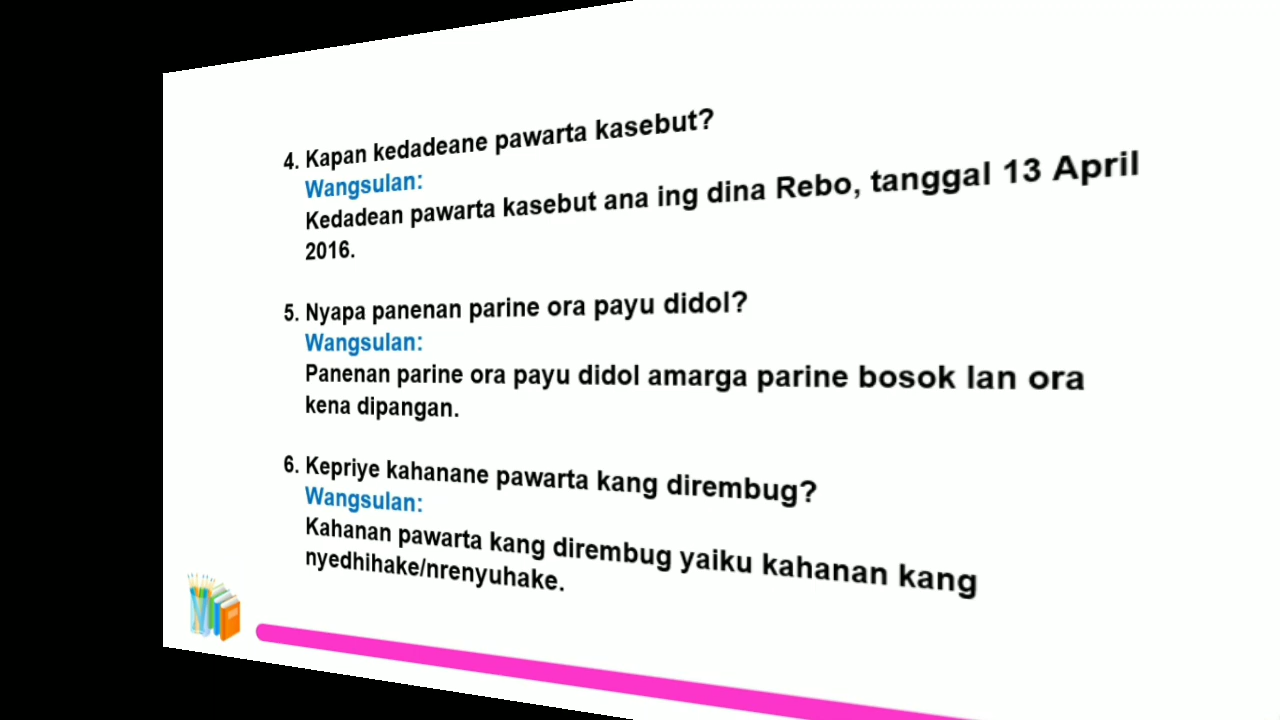 4. Kapan kedadeane pawarta kasebut?
Wangsulan:
Kedadean pawarta kasebut ana ing dina Rebo, tanggal 13 April
2016.
5. Nyapa panenan parine ora payu didol?
Wangsulan:
Panenan parine ora payu didol amarga parine bosok lan ora
kena dipangan.
6. Kepriye kahanane pawarta kang dirembug?
Wangsulan:
Kahanan pawarta kang dirembug yaiku kahanan kang
nyedhihake/nrenyuhake.